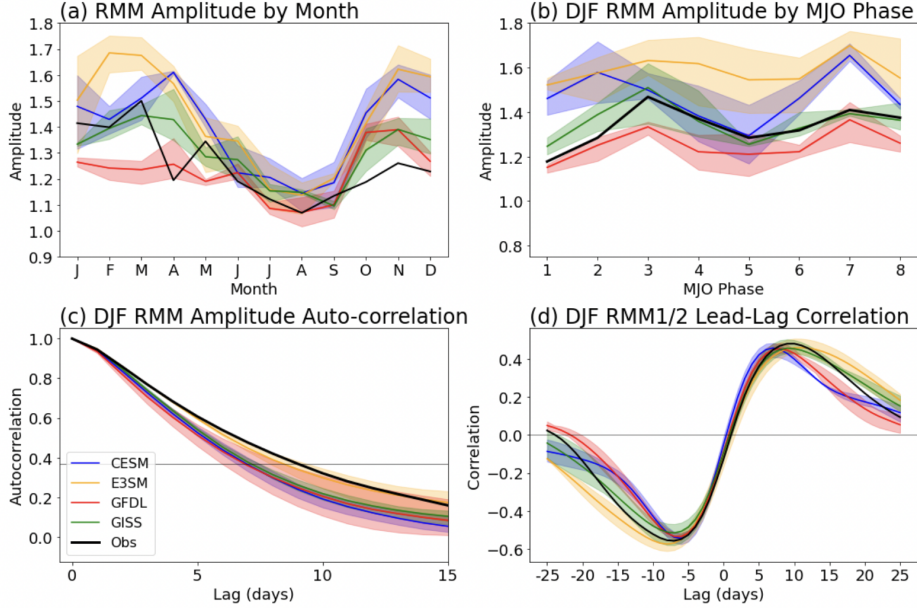 (a) RMM Amplitude by Month
1.8
1.7
1.6
1.5
1.4
1.3
1.2
1.1
1.0
0.9
Amplitude
J F M A M J J A S O N D
Month
(b) DJF RMM Amplitude by MJO Phase
1.8
1.6
1.4
1.2
1.0
0.8
Amplitude
1 2 3 4 5 6 7 8
MJO Phase
(c) DJF RMM Amplitude Auto-correlation
1.0
0.8
0.6
0.4
0.2
0.0
Autocorrelation
CESM
E3SM
GFDL
GISS
Obs
0 5 10 15
Lag (days)
(d) DJF RMM1/2 Lead-Lag Correlation
0.4
0.2
0.0
−0.2
−0.4
−0.6
Correlation
-25 -20 -15 -10 -5 0 5 10 15 20 25
Lag (days)